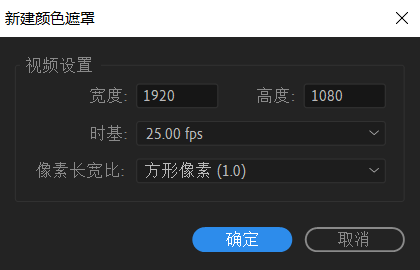 新建颜色遮罩
视频设置
宽度: 1920 高度: 1080
时基: 25.00 fps
像素长宽比: 方形像素 (1.0)
确定 取消